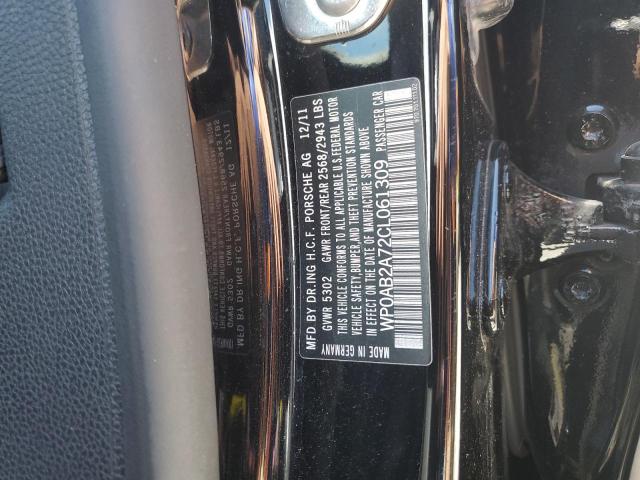 MFD BY DR.ING H.C.F. PORSCHE AG 12/11
GVWR 5302 GAWR FRONT/REAR 2568/2943 LBS
THIS VEHICLE CONFORMS TO ALL APPLICABLE U.S.FEDERAL MOTOR
VEHICLE SAFETY,BUMPER,AND THEFT PREVENTION STANDARDS
IN EFFECT ON THE DATE OF MANUFACTURE SHOWN ABOVE
WP0AB2A72CL061309 PASSENGER CAR
MADE IN GERMANY